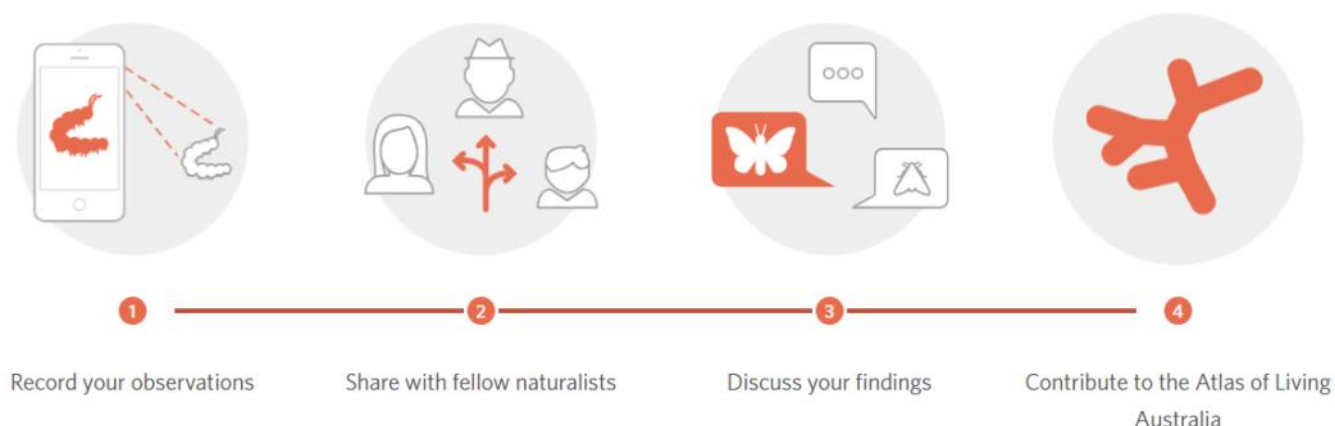 1
2
3
4
Record your observations
Share with fellow naturalists
Discuss your findings
Contribute to the Atlas of Living
Australia